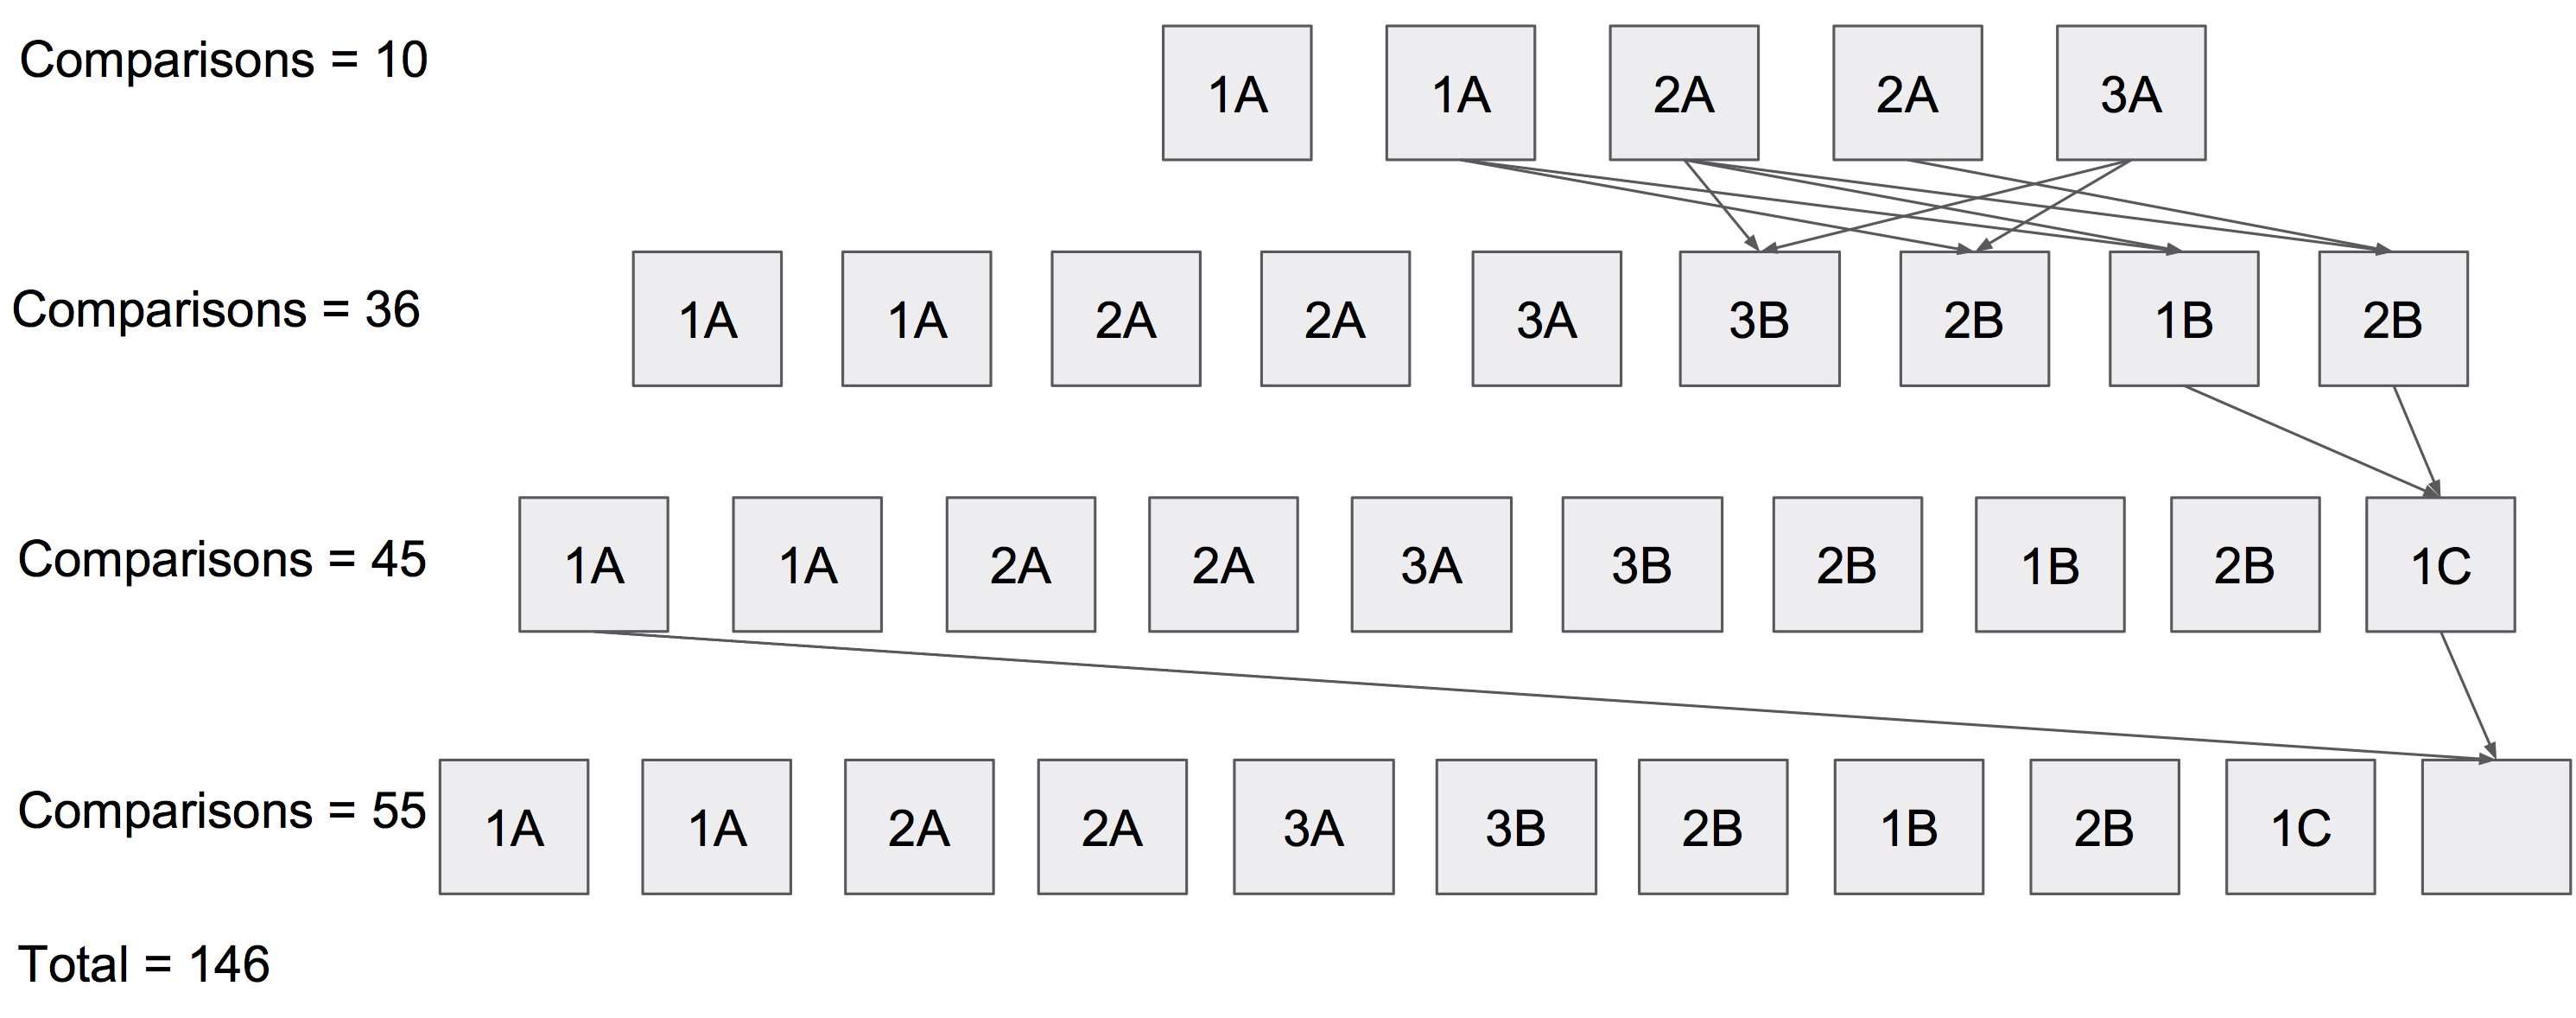 Comparisons = 10 1A 1A 2A 2A 3A
Comparisons = 36 1A 1A 2A 2A 3A 3B 2B 1B 2B
Comparisons = 45 1A 1A 2A 2A 3A 3B 2B 1B 2B 1C
Comparisons = 55 1A 1A 2A 2A 3A 3B 2B 1B 2B 1C
Total = 146